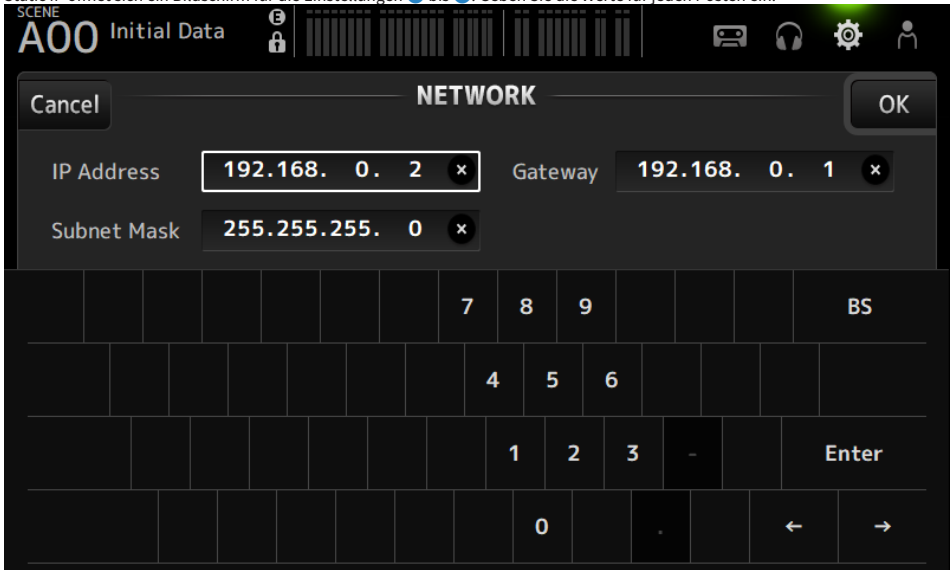 SCENE
A00 Initial Data
E
Cancel
NETWORK
OK
IP Address 192.168. 0. 2 × Gateway 192.168. 0. 1 ×
Subnet Mask 255.255.255. 0 ×
7 8 9 BS
4 5 6
1 2 3 - Enter
0 . ← →